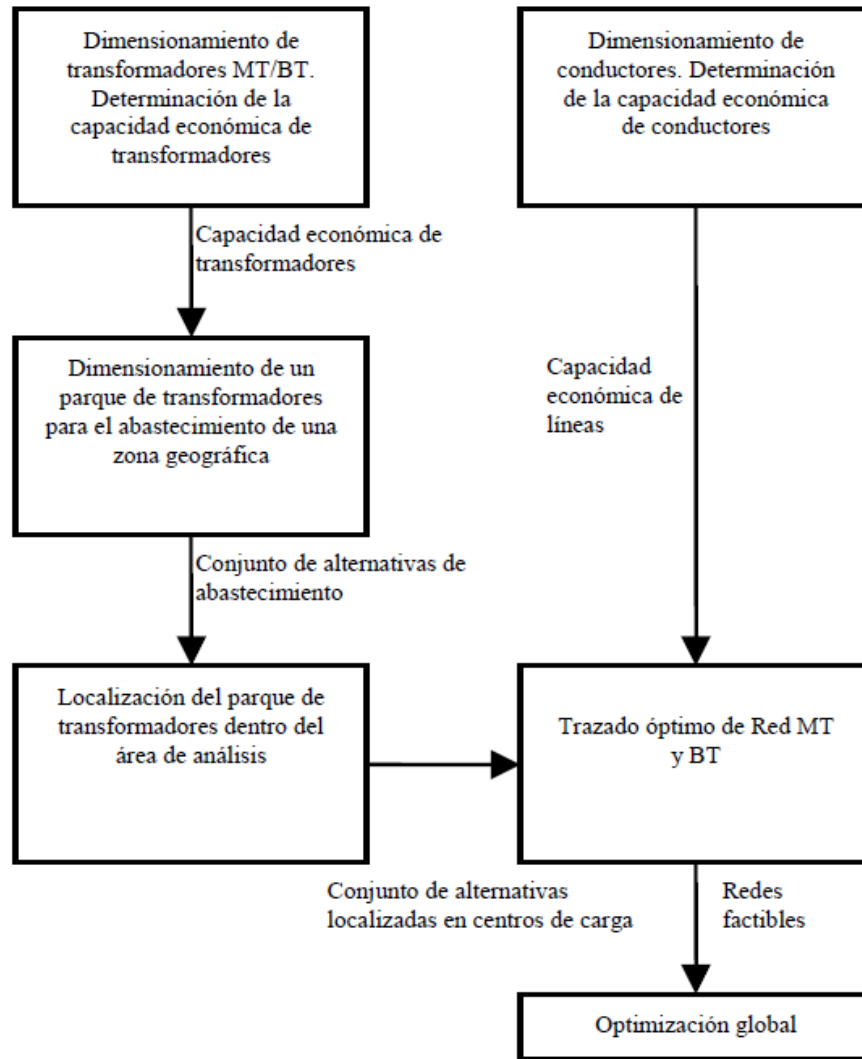 Dimensionamiento de
transformadores MT/BT.
Determinación de la
capacidad económica de
transformadores
Dimensionamiento de
conductores. Determinación
de la capacidad económica
de conductores
Capacidad económica de
transformadores
Dimensionamiento de un
parque de transformadores
para el abastecimiento de una
zona geográfica
Capacidad
económica de
líneas
Conjunto de alternativas de
abastecimiento
Localización del parque de
transformadores dentro del
área de análisis
Trazado óptimo de Red MT
y BT
Conjunto de alternativas
localizadas en centros de carga
Redes
factibles
Optimización global